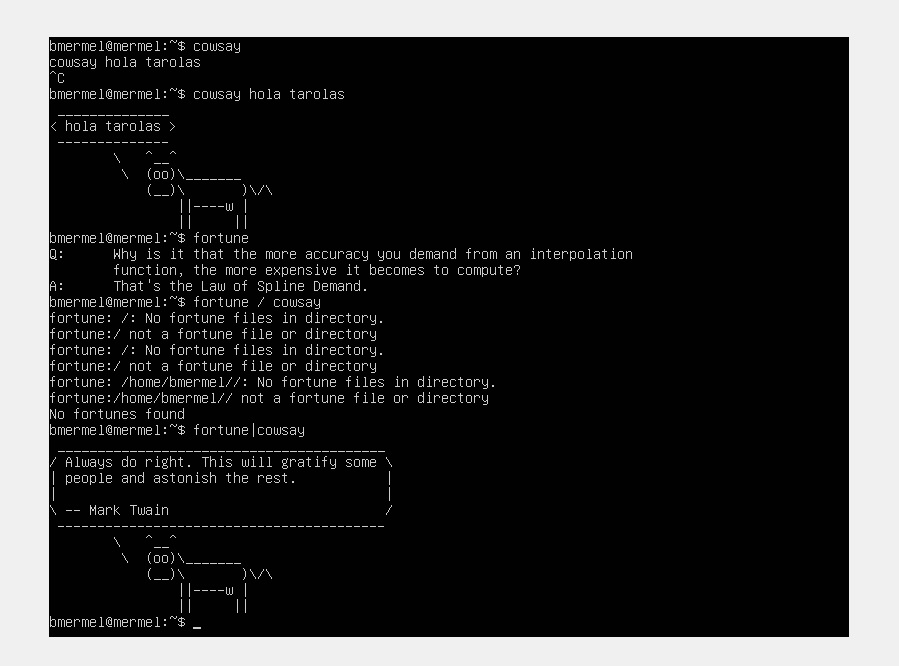 bmermel@mermel:~$ cowsay
cowsay hola tarolas
^C
bmermel@mermel:~$ cowsay hola tarolas
 ______________
< hola tarolas >
 --------------
        \   ^__^
         \  (oo)\_______
            (__)\       )\/\
                ||----w |
                ||     ||
bmermel@mermel:~$ fortune
Q:      Why is it that the more accuracy you demand from an interpolation
        function, the more expensive it becomes to compute?
A:      That's the Law of Spline Demand.
bmermel@mermel:~$ fortune / cowsay
fortune: /: No fortune files in directory.
fortune:/ not a fortune file or directory
fortune: /: No fortune files in directory.
fortune:/ not a fortune file or directory
fortune: /home/bmermel//: No fortune files in directory.
fortune:/home/bmermel// not a fortune file or directory
No fortunes found
bmermel@mermel:~$ fortune|cowsay
 _________________________________________
/ Always do right. This will gratify some \
| people and astonish the rest.           |
|                                         |
\ -- Mark Twain                           /
 -----------------------------------------
        \   ^__^
         \  (oo)\_______
            (__)\       )\/\
                ||----w |
                ||     ||
bmermel@mermel:~$ _